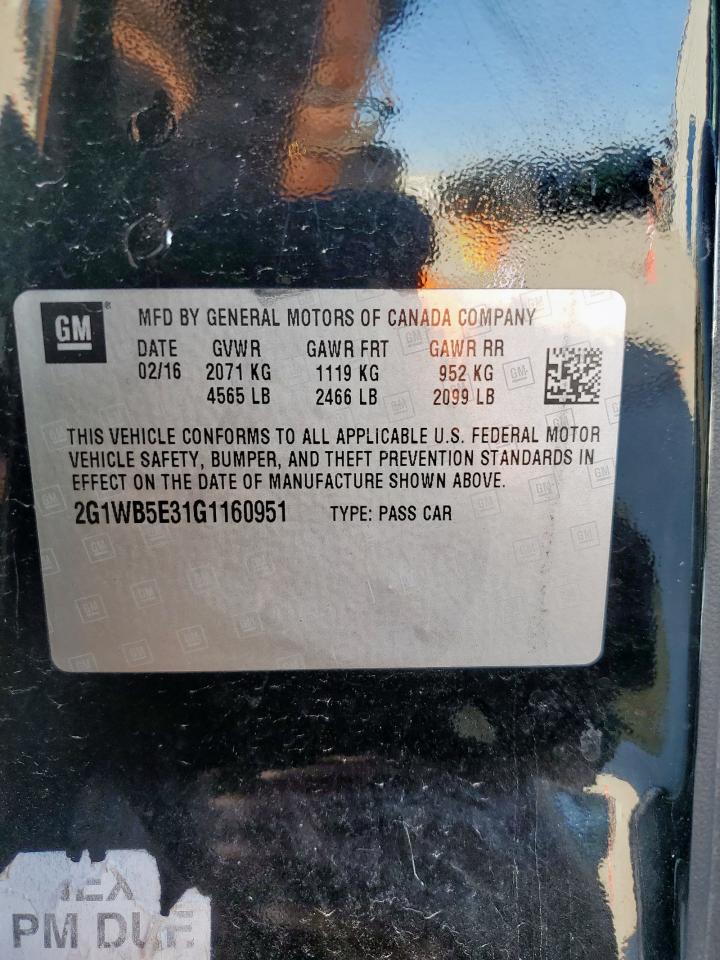 GM ®
MFD BY GENERAL MOTORS OF CANADA COMPANY
DATE GVWR GAWR FRT GAWR RR
02/16 2071 KG 1119 KG 952 KG
4565 LB 2466 LB 2099 LB
THIS VEHICLE CONFORMS TO ALL APPLICABLE U.S. FEDERAL MOTOR
VEHICLE SAFETY, BUMPER, AND THEFT PREVENTION STANDARDS IN
EFFECT ON THE DATE OF MANUFACTURE SHOWN ABOVE.
2G1WB5E31G1160951 TYPE: PASS CAR
PM DUE